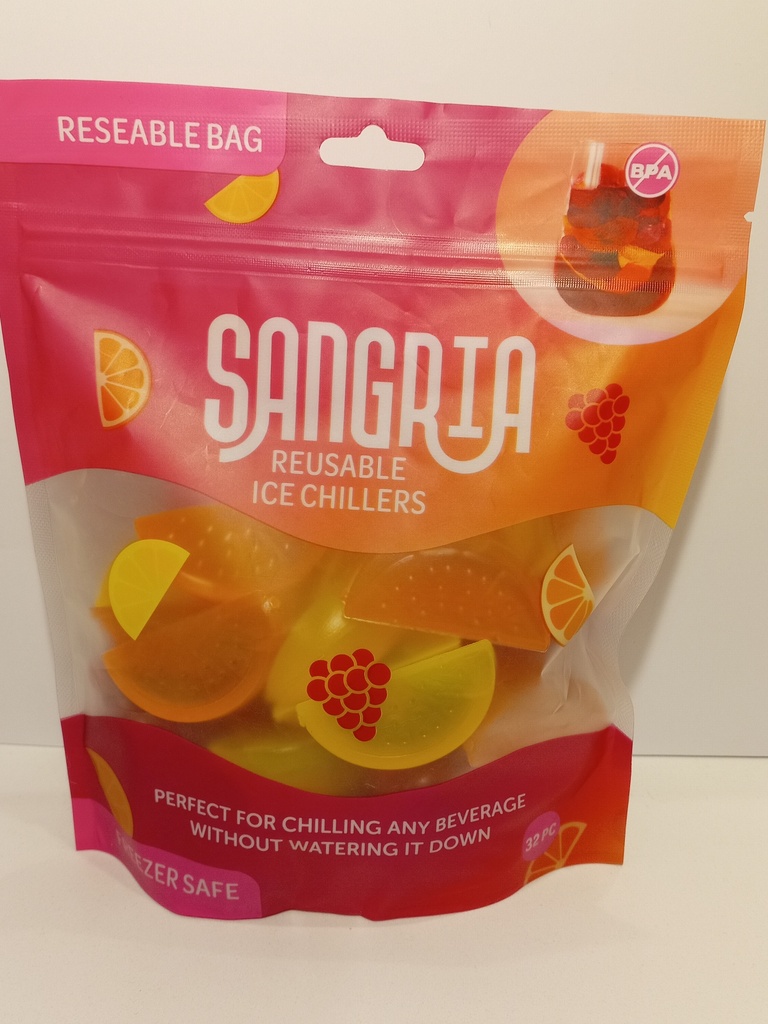 RESEABLE BAG
BPA
SANGRIA
REUSABLE
ICE CHILLERS
PERFECT FOR CHILLING ANY BEVERAGE
WITHOUT WATERING IT DOWN
32 PC
FREEZER SAFE